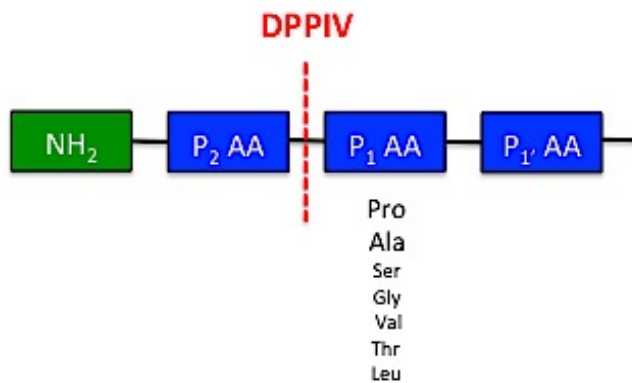 DPPIV
NH₂ P₂ AA P₁ AA P₁' AA
Pro
Ala
Ser
Gly
Val
Thr
Leu